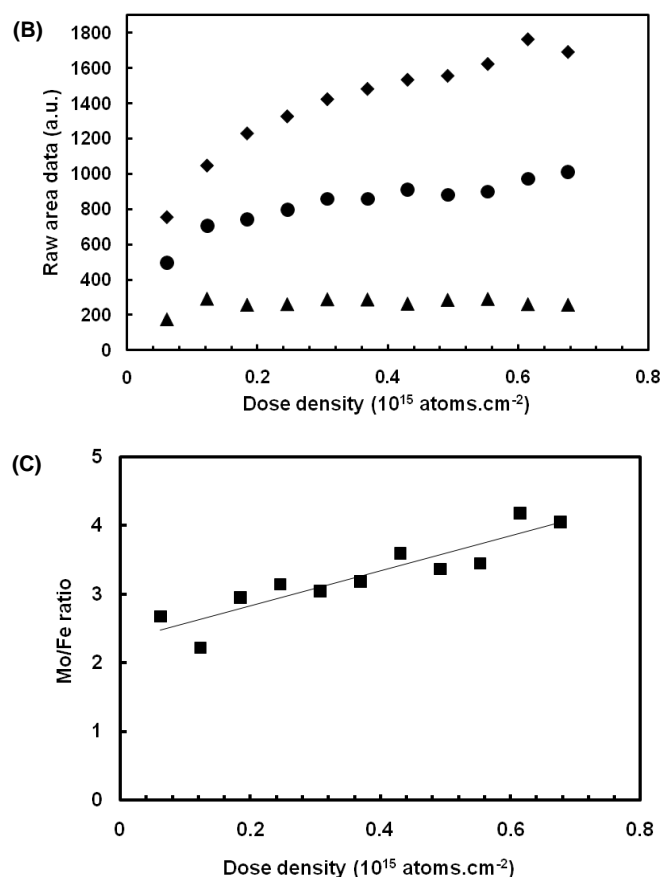 (B)
1800
1600
1400
1200
1000
800
600
400
200
0
Raw area data (a.u.)
0 0.2 0.4 0.6 0.8
Dose density (10¹⁵ atoms.cm⁻²)
(C)
5
4
3
2
1
0
Mo/Fe ratio
0 0.2 0.4 0.6 0.8
Dose density (10¹⁵ atoms.cm⁻²)